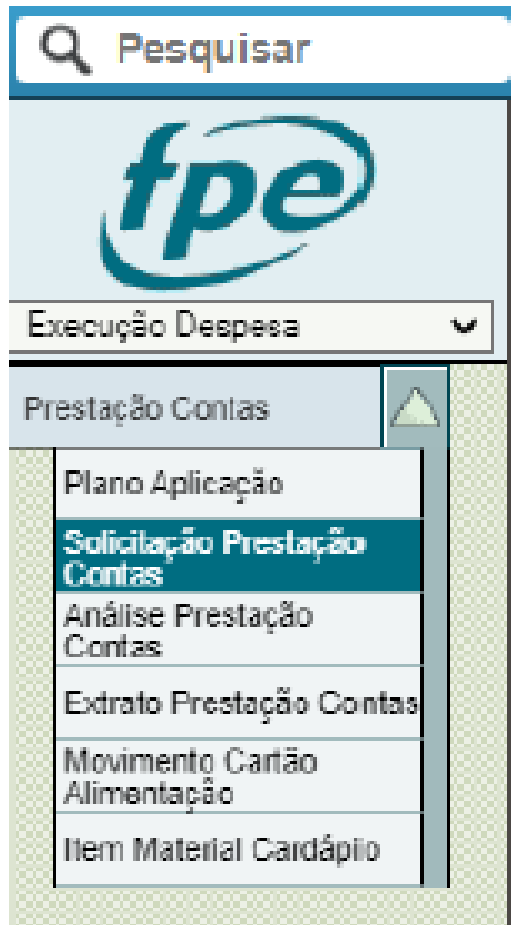 Pesquisar
fpe
Execução Despesa
Prestação Contas
Plano Aplicação
Solicitação Prestação
Contas
Análise Prestação
Contas
Extrato Prestação Contas
Movimento Cartão
Alimentação
Item Material Cardápio